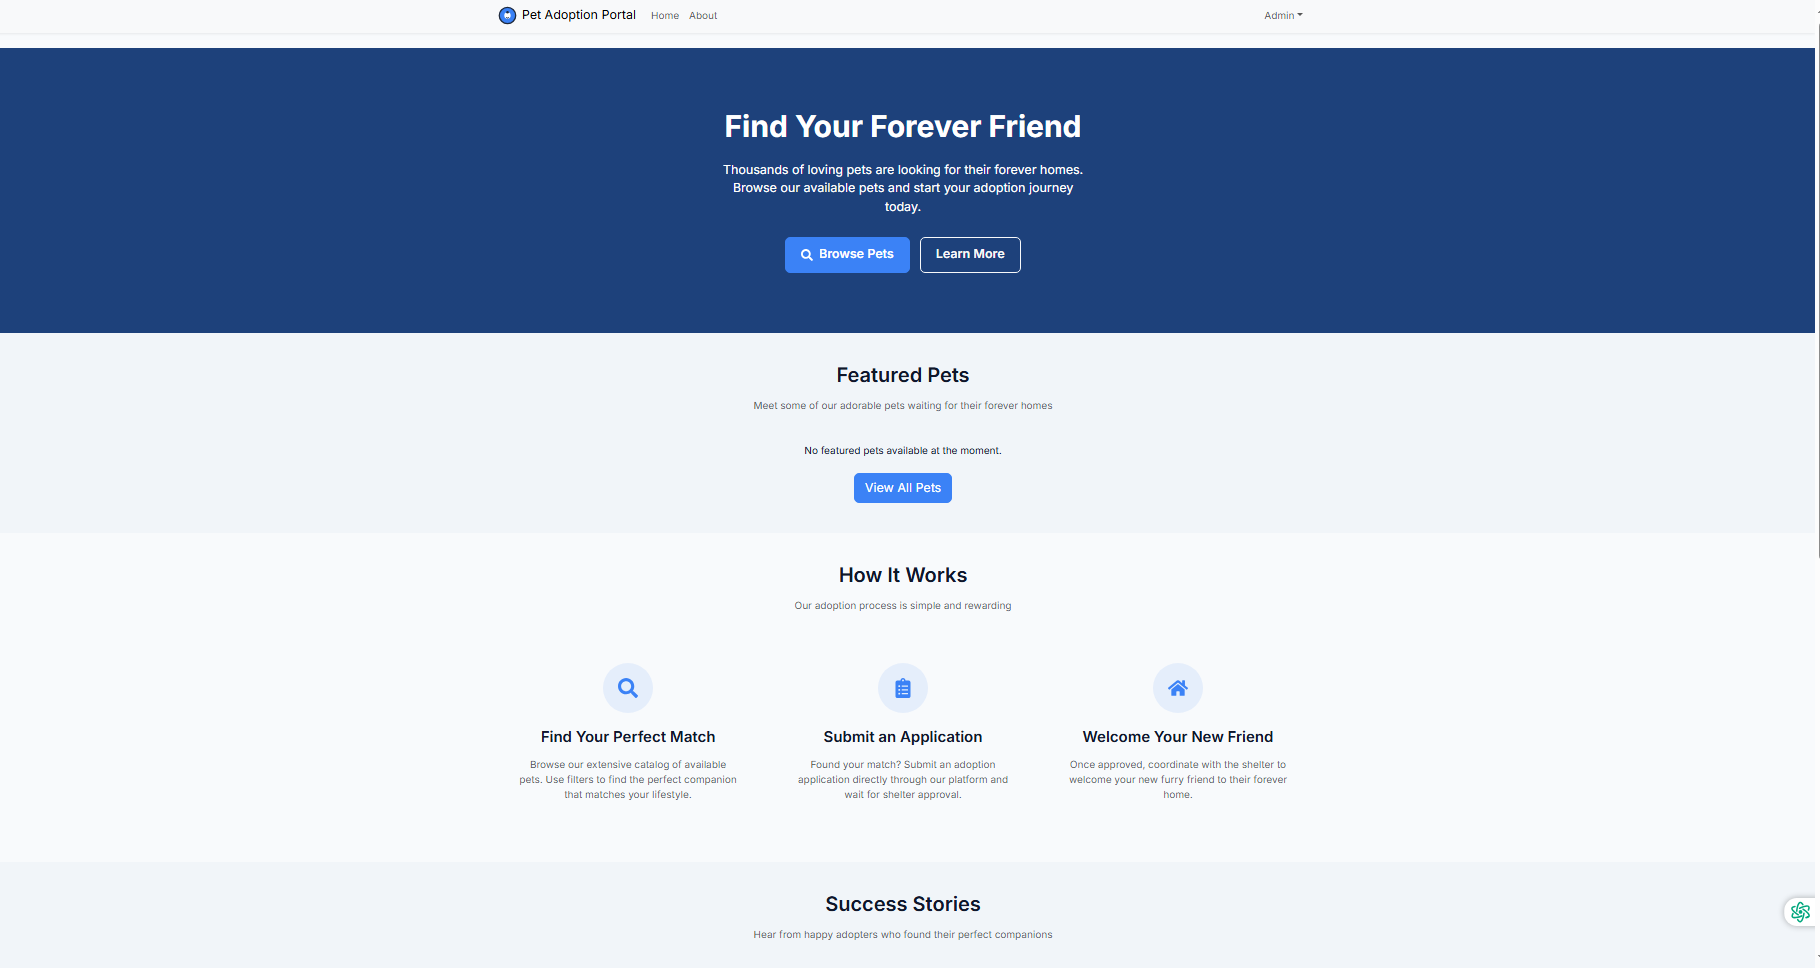 Pet Adoption Portal
Home
About
Admin
Find Your Forever Friend
Thousands of loving pets are looking for their forever homes.
Browse our available pets and start your adoption journey
today.
Browse Pets
Learn More
Featured Pets
Meet some of our adorable pets waiting for their forever homes
No featured pets available at the moment.
View All Pets
How It Works
Our adoption process is simple and rewarding
Find Your Perfect Match
Browse our extensive catalog of available
pets. Use filters to find the perfect companion
that matches your lifestyle.
Submit an Application
Found your match? Submit an adoption
application directly through our platform and
wait for shelter approval.
Welcome Your New Friend
Once approved, coordinate with the shelter to
welcome your new furry friend to their forever
home.
Success Stories
Hear from happy adopters who found their perfect companions